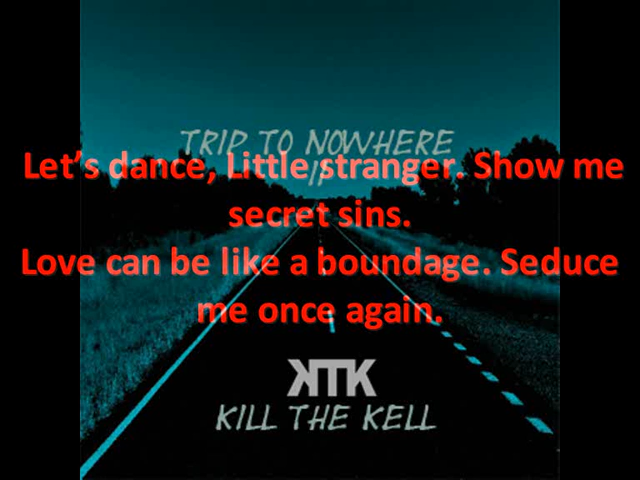 TRIP TO NOWHERE
II
Let's dance, Little stranger. Show me
secret sins.
Love can be like a boundage. Seduce
me once again.
KTK
KILL THE KELL